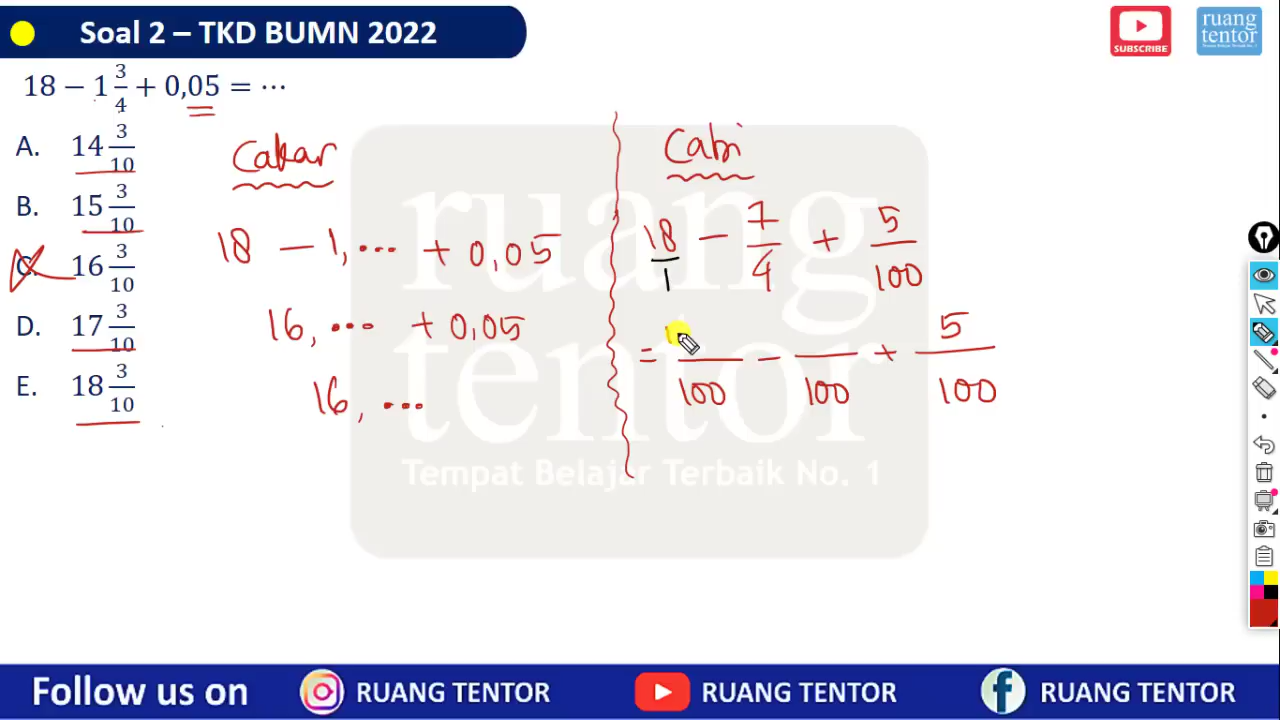 Soal 2 – TKD BUMN 2022
SUBSCRIBE
ruang
tentor
18 − 1 3/4 + 0,05 = ⋯
A. 14 3/10
B. 15 3/10
C. 16 3/10
D. 17 3/10
E. 18 3/10
Cakar
18 − 1,... + 0,05
16,... + 0,05
16,...
Cabi
18/1 − 7/4 + 5/100
= /100 − /100 + 5/100
ruang
tentor
Tempat Belajar Terbaik No. 1
Follow us on RUANG TENTOR RUANG TENTOR RUANG TENTOR